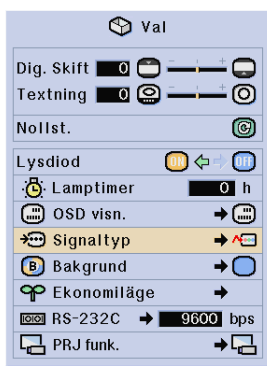 Val
Dig. Skift 0 - +
Textning 0 - +
Nollst.
Lysdiod ON OFF
Lamptimer 0 h
OSD visn.
Signaltyp
B Bakgrund
Ekonomiläge
RS-232C 9600 bps
PRJ funk.